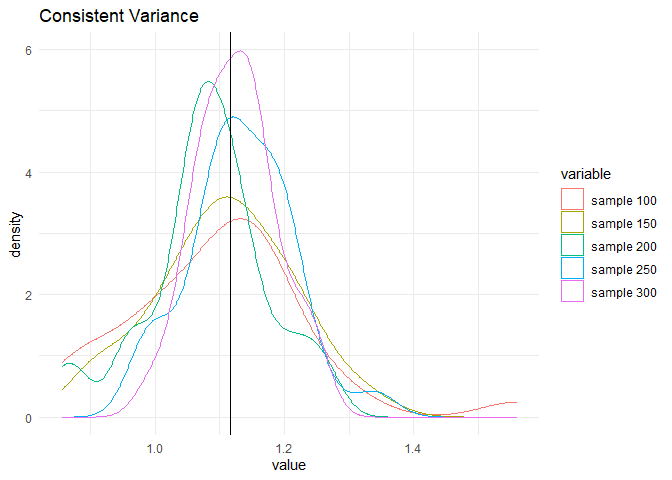 Consistent Variance
6
4
2
0
density
1.0
1.2
1.4
value
variable
sample 100
sample 150
sample 200
sample 250
sample 300